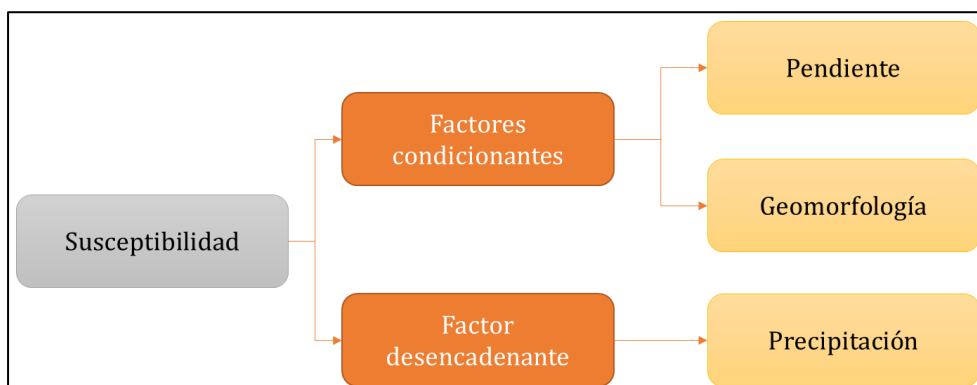 Susceptibilidad
Factores
condicionantes
Pendiente
Geomorfología
Factor
desencadenante
Precipitación